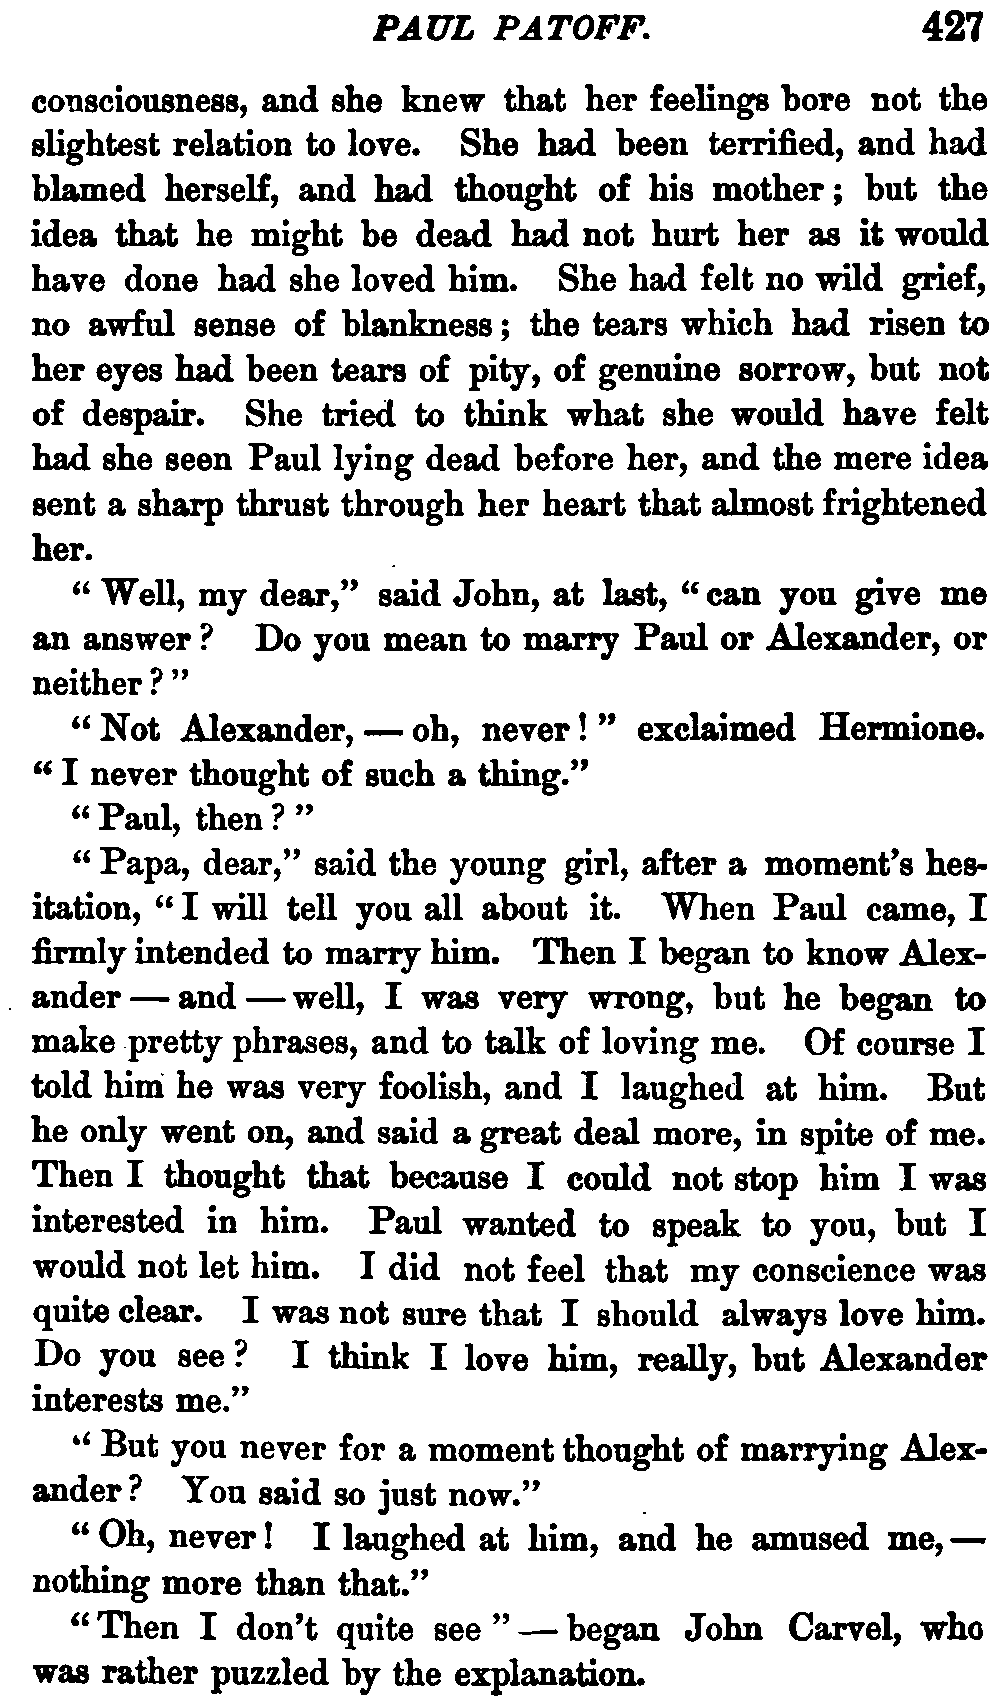 PAUL PATOFF. 427
consciousness, and she knew that her feelings bore not the
slightest relation to love. She had been terrified, and had
blamed herself, and had thought of his mother; but the
idea that he might be dead had not hurt her as it would
have done had she loved him. She had felt no wild grief,
no awful sense of blankness; the tears which had risen to
her eyes had been tears of pity, of genuine sorrow, but not
of despair. She tried to think what she would have felt
had she seen Paul lying dead before her, and the mere idea
sent a sharp thrust through her heart that almost frightened
her.
"Well, my dear," said John, at last, "can you give me
an answer? Do you mean to marry Paul or Alexander, or
neither?"
"Not Alexander, — oh, never!" exclaimed Hermione.
"I never thought of such a thing."
"Paul, then?"
"Papa, dear," said the young girl, after a moment's hes-
itation, "I will tell you all about it. When Paul came, I
firmly intended to marry him. Then I began to know Alex-
ander — and — well, I was very wrong, but he began to
make pretty phrases, and to talk of loving me. Of course I
told him he was very foolish, and I laughed at him. But
he only went on, and said a great deal more, in spite of me.
Then I thought that because I could not stop him I was
interested in him. Paul wanted to speak to you, but I
would not let him. I did not feel that my conscience was
quite clear. I was not sure that I should always love him.
Do you see? I think I love him, really, but Alexander
interests me."
"But you never for a moment thought of marrying Alex-
ander? You said so just now."
"Oh, never! I laughed at him, and he amused me, —
nothing more than that."
"Then I don't quite see" — began John Carvel, who
was rather puzzled by the explanation.